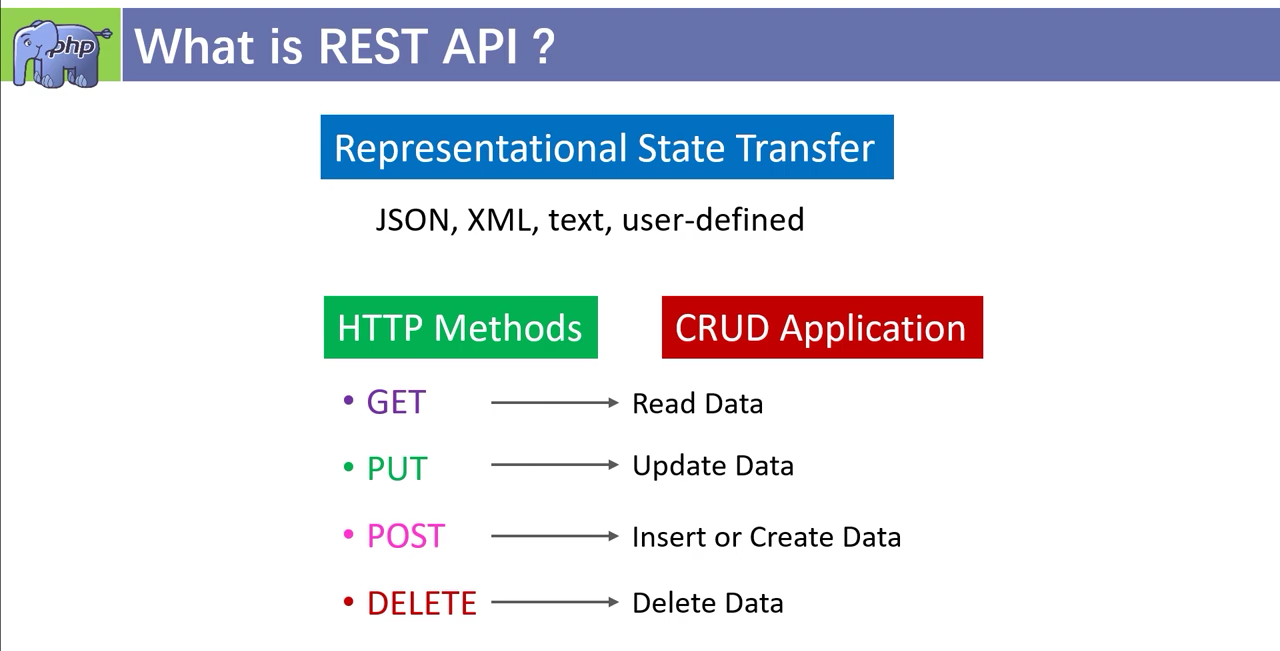 php
What is REST API ?
Representational State Transfer
JSON, XML, text, user-defined
HTTP Methods
CRUD Application
• GET
Read Data
• PUT
Update Data
• POST
Insert or Create Data
• DELETE
Delete Data